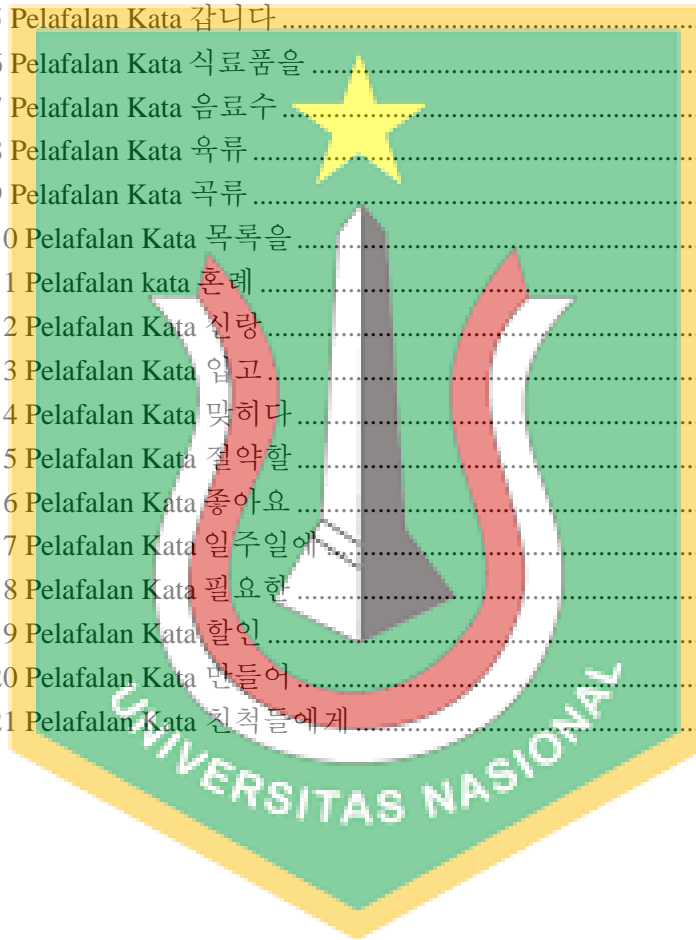 5 Pelafalan Kata 갑니다
6 Pelafalan Kata 식료품을
7 Pelafalan Kata 음료수
8 Pelafalan Kata 육류
9 Pelafalan Kata 곡류
0 Pelafalan Kata 목록을
1 Pelafalan kata 혼례
2 Pelafalan Kata 신랑
3 Pelafalan Kata 입고
4 Pelafalan Kata 맞히다
5 Pelafalan Kata 절약할
6 Pelafalan Kata 좋아요
7 Pelafalan Kata 일주일에
8 Pelafalan Kata 필요한
9 Pelafalan Kata 할인
20 Pelafalan Kata 만들어
21 Pelafalan Kata 친척들에게
UNIVERSITAS NASIONAL